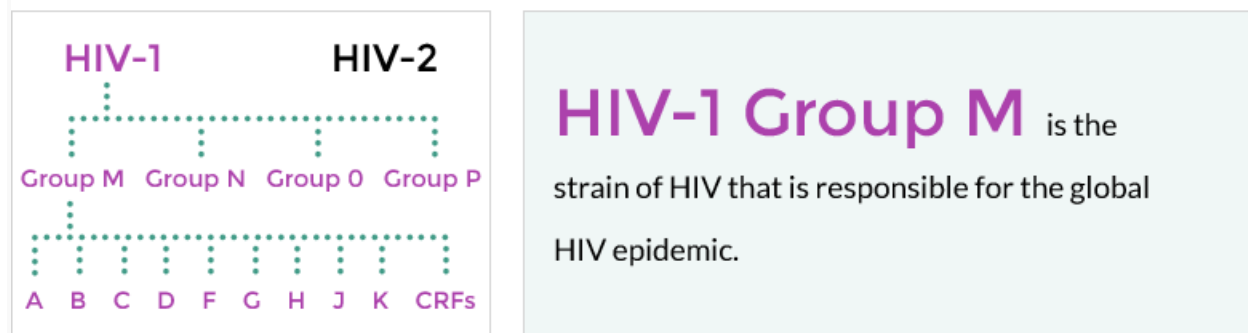 HIV-1 HIV-2
Group M Group N Group 0 Group P
A B C D F G H J K CRFs
HIV-1 Group M is the
strain of HIV that is responsible for the global
HIV epidemic.